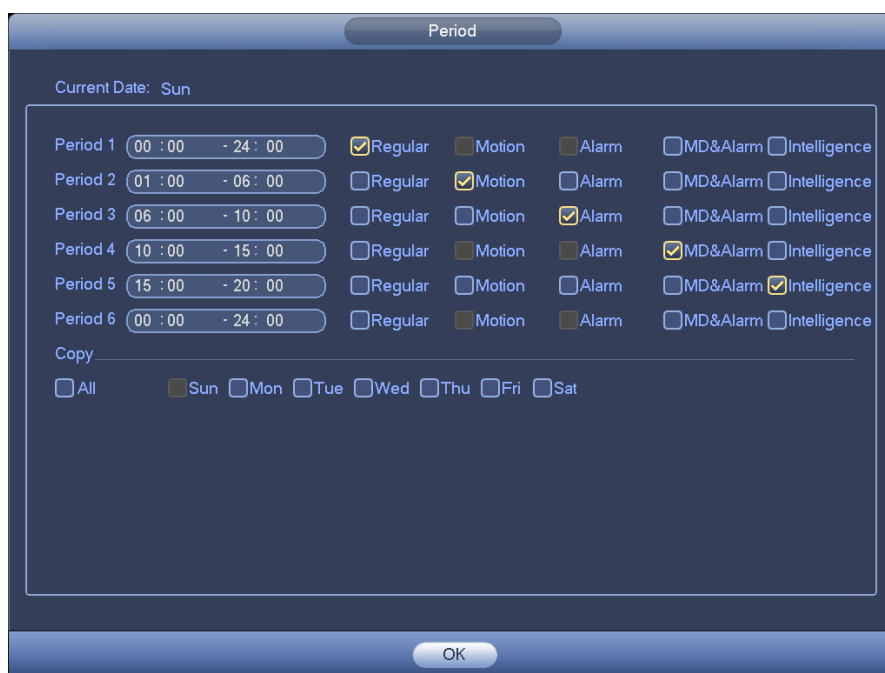 Period
Current Date: Sun
Period 1 00 :00 - 24 : 00 Regular Motion Alarm MD&Alarm Intelligence
Period 2 01 :00 - 06 : 00 Regular Motion Alarm MD&Alarm Intelligence
Period 3 06 :00 - 10 : 00 Regular Motion Alarm MD&Alarm Intelligence
Period 4 10 :00 - 15 : 00 Regular Motion Alarm MD&Alarm Intelligence
Period 5 15 :00 - 20 : 00 Regular Motion Alarm MD&Alarm Intelligence
Period 6 00 :00 - 24 : 00 Regular Motion Alarm MD&Alarm Intelligence
Copy
All Sun Mon Tue Wed Thu Fri Sat
OK